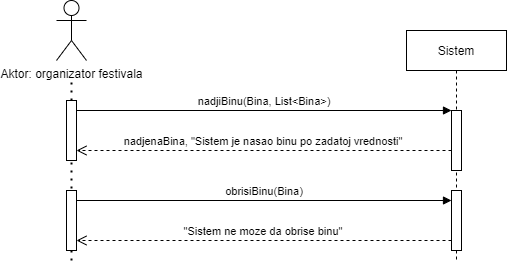 Sistem
Aktor: organizator festivala
nadjiBinu(Bina, List<Bina>)
nadjenaBina, "Sistem je nasao binu po zadatoj vrednosti"
obrisiBinu(Bina)
"Sistem ne moze da obrise binu"